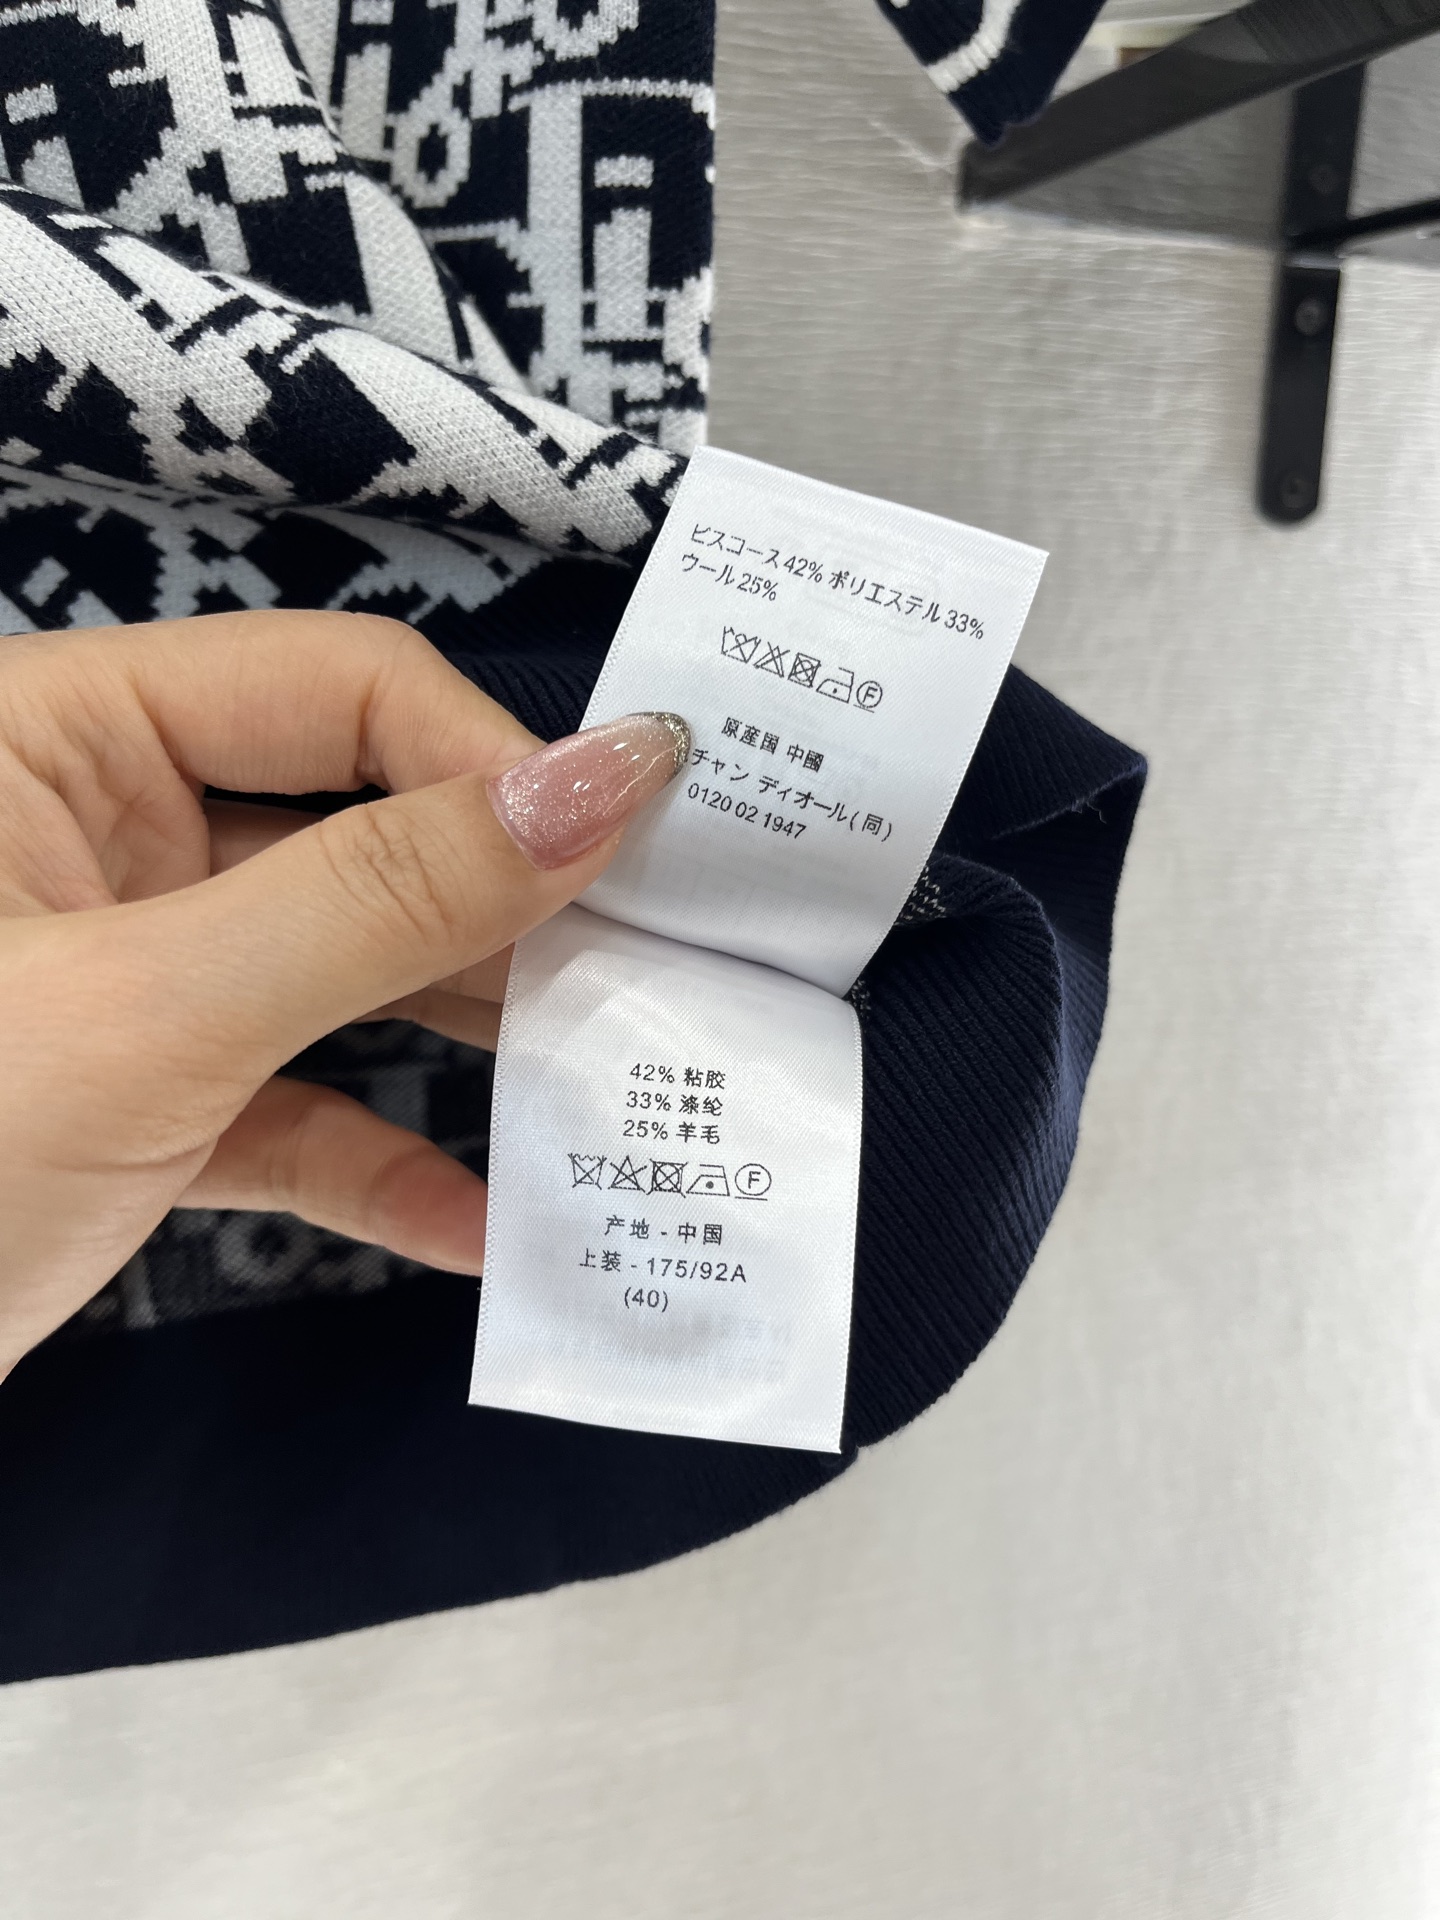 ビスコース 42% ポリエステル 33%
ウール 25%
F
原産国 中國
チャン ディオール(同)
0120 02 1947
42% 粘胶
33% 涤纶
25% 羊毛
F
产地 - 中国
上装 - 175/92A
(40)